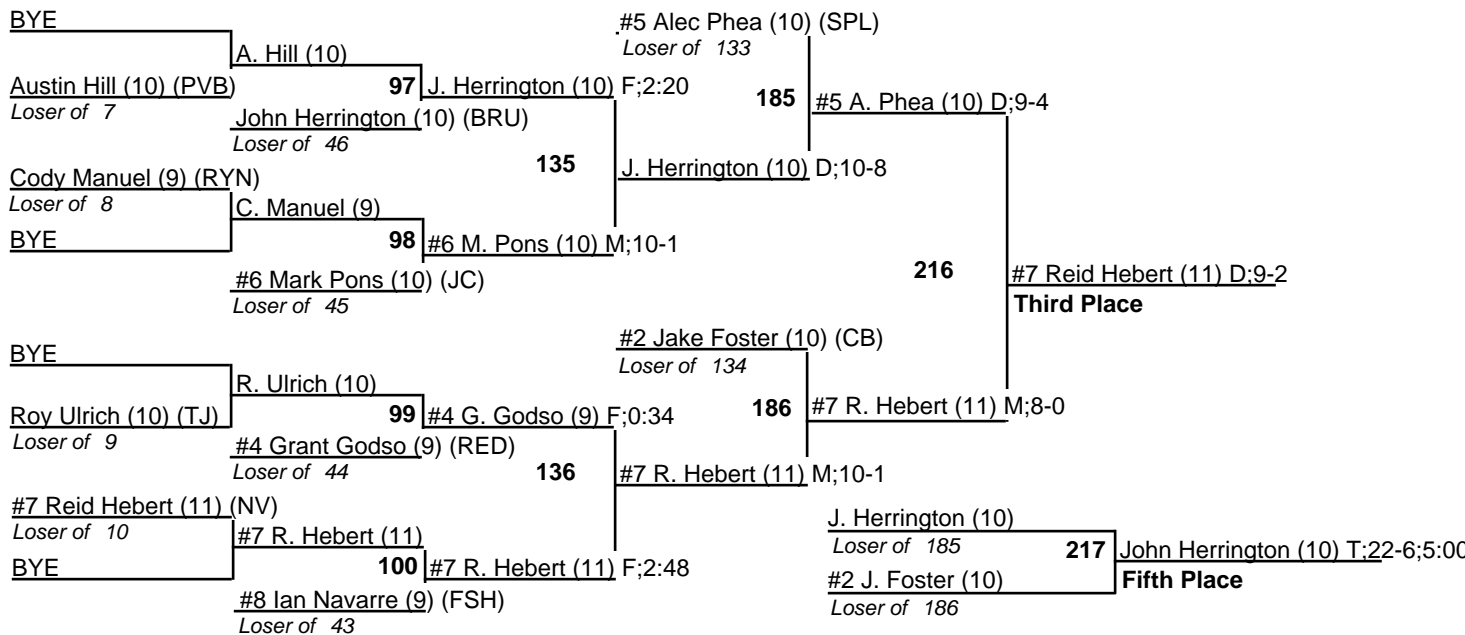 BYE
A. Hill (10)
Austin Hill (10) (PVB)
Loser of 7
97
J. Herrington (10) F;2:20
John Herrington (10) (BRU)
Loser of 46
Cody Manuel (9) (RYN)
Loser of 8
C. Manuel (9)
BYE
98
#6 M. Pons (10) M;10-1
#6 Mark Pons (10) (JC)
Loser of 45
135
#5 Alec Phea (10) (SPL)
Loser of 133
185
#5 A. Phea (10) D;9-4
J. Herrington (10) D;10-8
216
#7 Reid Hebert (11) D;9-2
Third Place
BYE
R. Ulrich (10)
Roy Ulrich (10) (TJ)
Loser of 9
99
#4 G. Godso (9) F;0:34
#4 Grant Godso (9) (RED)
Loser of 44
#7 Reid Hebert (11) (NV)
Loser of 10
#7 R. Hebert (11)
BYE
100
#7 R. Hebert (11) F;2:48
#8 Ian Navarre (9) (FSH)
Loser of 43
136
#2 Jake Foster (10) (CB)
Loser of 134
186
#7 R. Hebert (11) M;8-0
#7 R. Hebert (11) M;10-1
J. Herrington (10)
Loser of 185
217
John Herrington (10) T;22-6;5:00
Fifth Place
#2 J. Foster (10)
Loser of 186